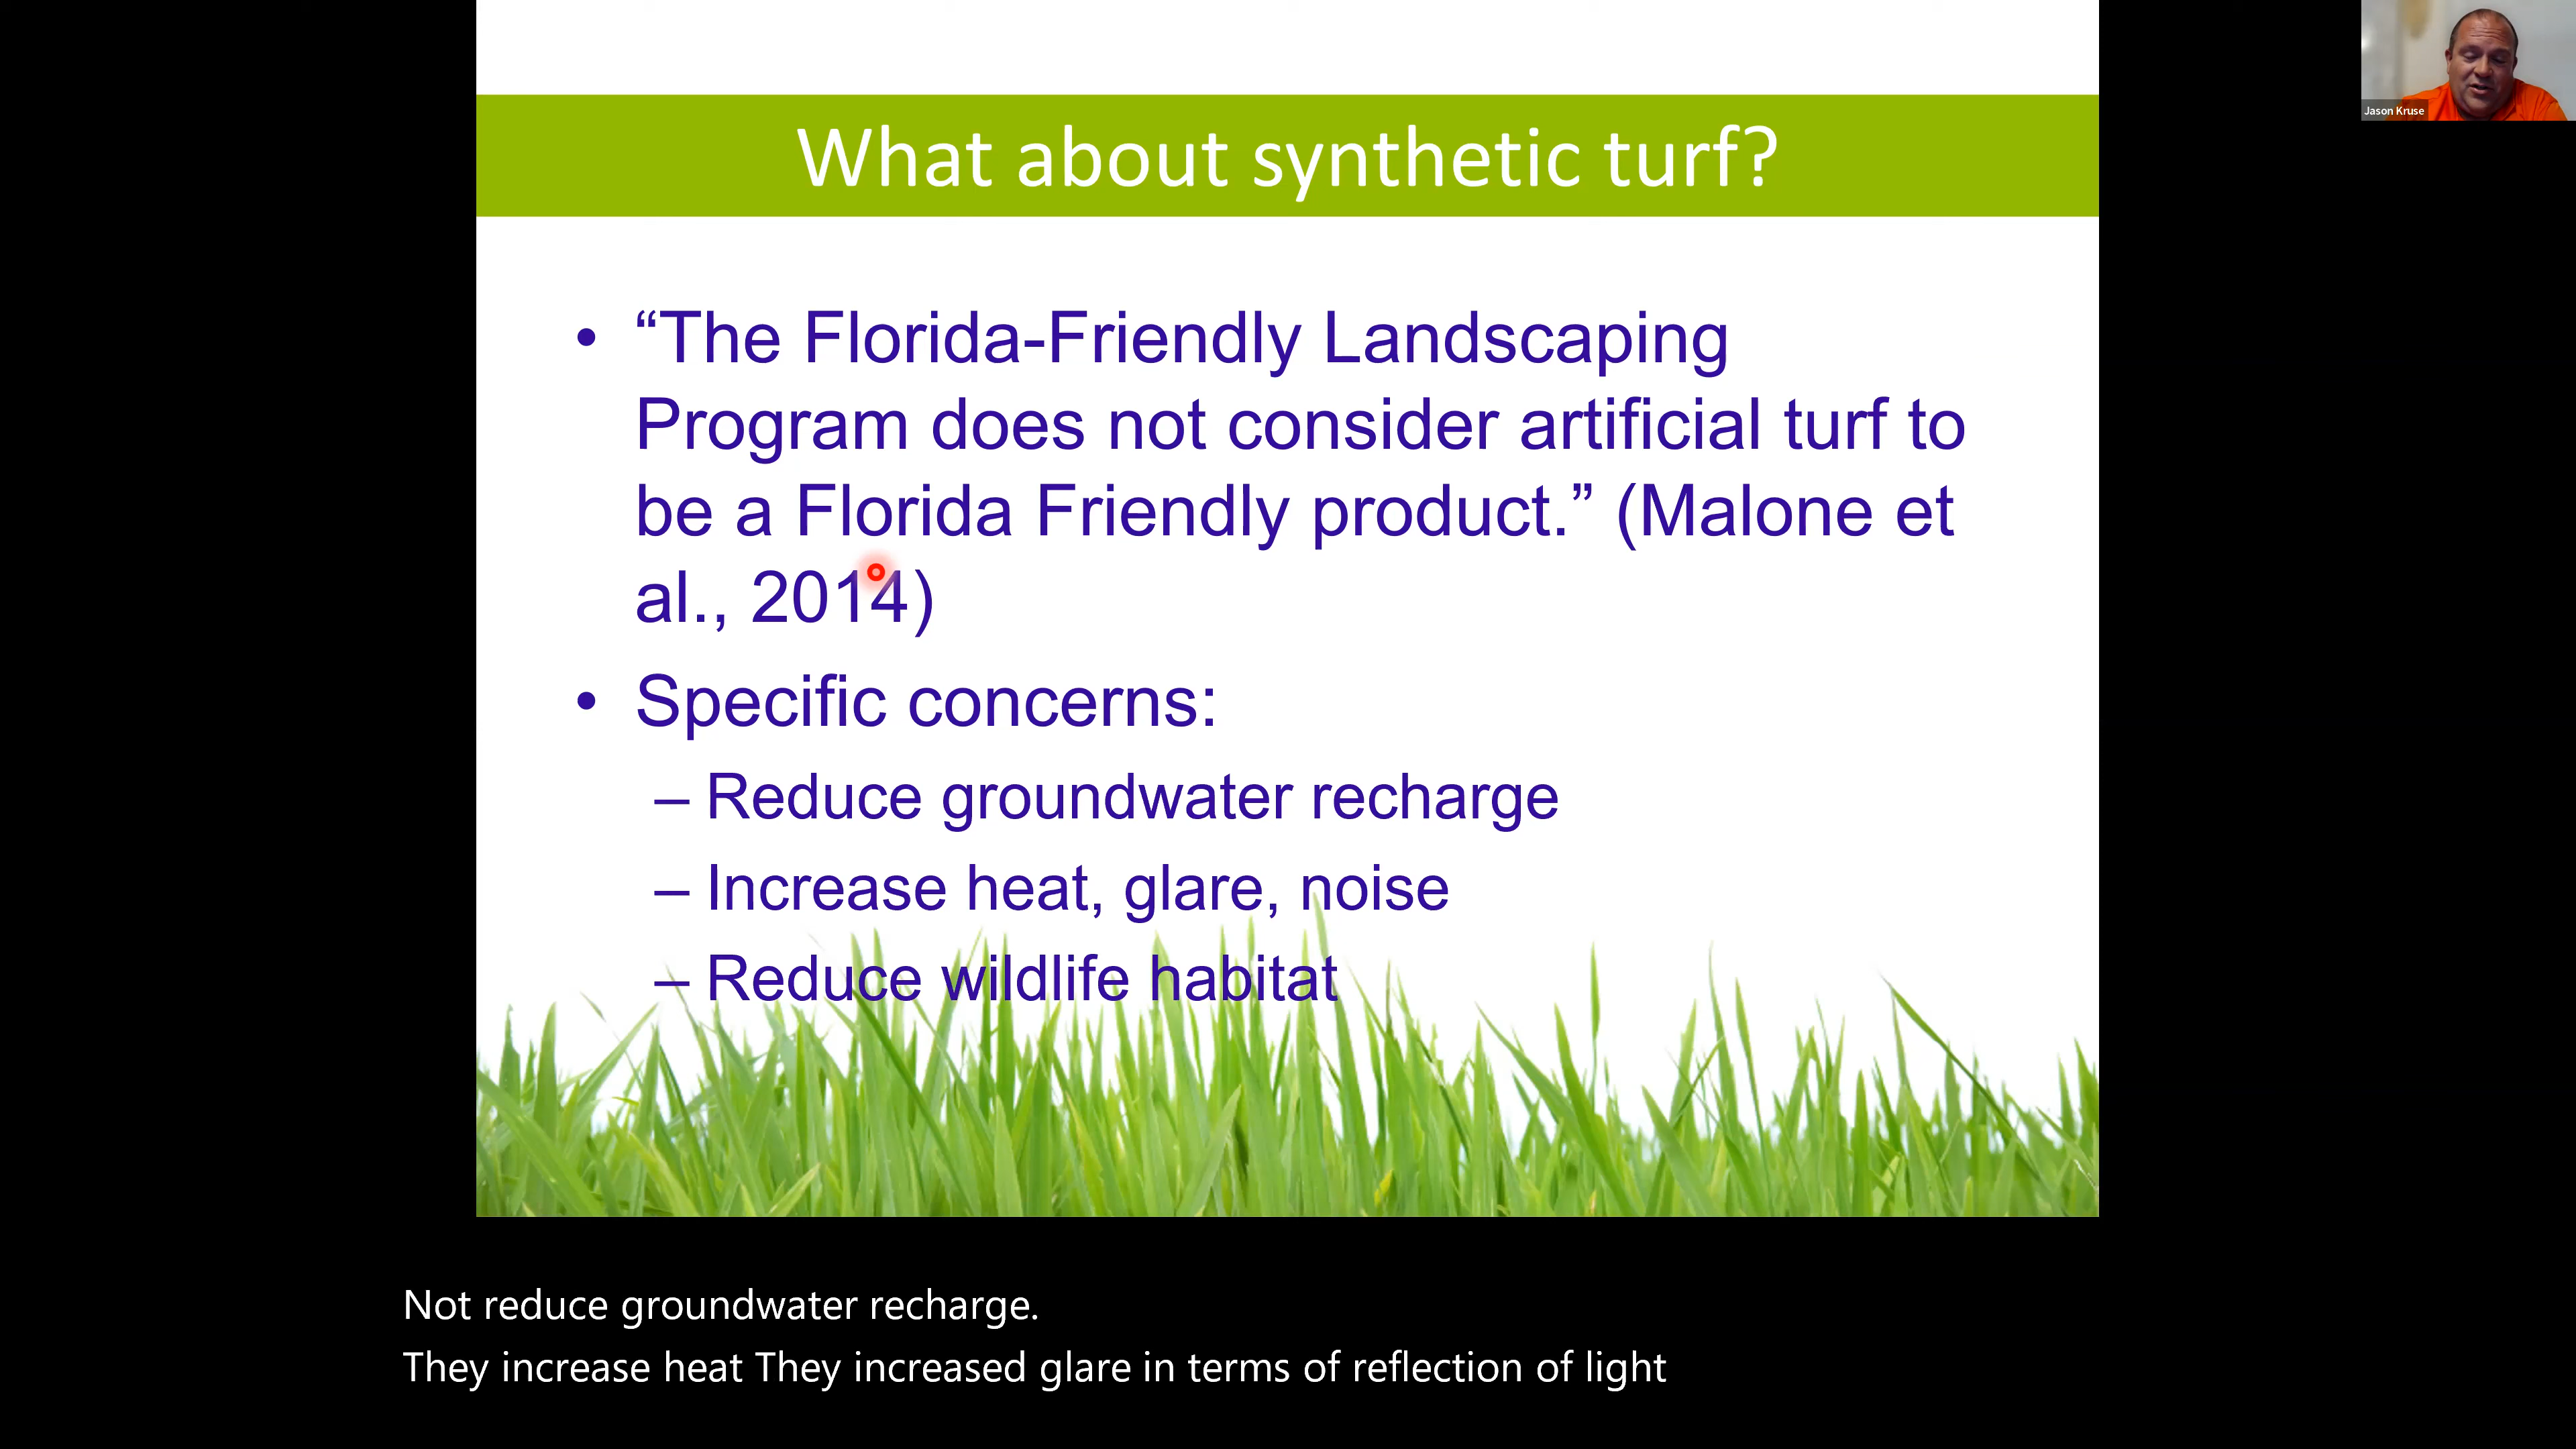 What about synthetic turf?
Jason Kruse
• “The Florida-Friendly Landscaping
Program does not consider artificial turf to
be a Florida Friendly product.” (Malone et
al., 2014)
• Specific concerns:
– Reduce groundwater recharge
– Increase heat, glare, noise
– Reduce wildlife habitat
Not reduce groundwater recharge.
They increase heat They increased glare in terms of reflection of light